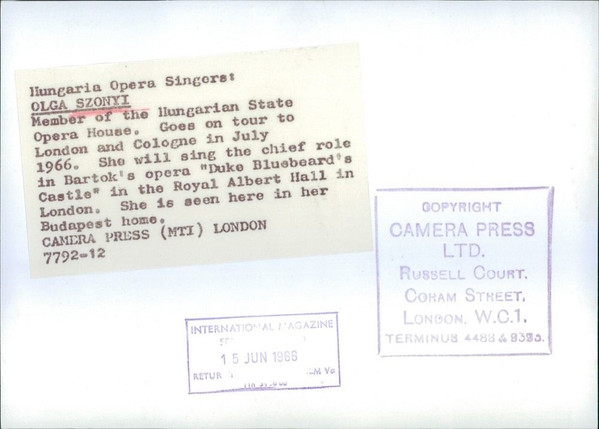 Hungaria Opera Singers:
OLGA SZONYI
Member of the Hungarian State
Opera House. Goes on tour to
London and Cologne in July
1966. She will sing the chief role
in Bartok's opera "Duke Bluebeard's
Castle" in the Royal Albert Hall in
London. She is seen here in her
Budapest home.
CAMERA PRESS (MTI) LONDON
7792-12
COPYRIGHT
CAMERA PRESS
LTD.
RUSSELL COURT.
CORAM STREET,
LONDON, W.C.1.
TERMINUS 4488 & 9393.
INTERNATIONAL MAGAZINE
15 JUN 1966
RETUR